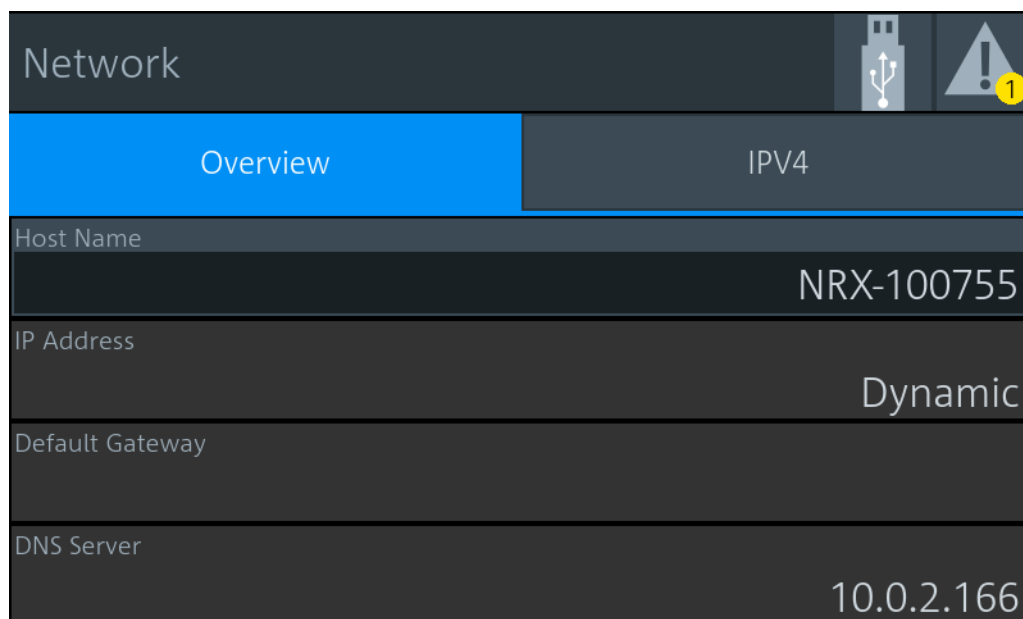 Network
1
Overview
IPV4
Host Name
NRX-100755
IP Address
Dynamic
Default Gateway
DNS Server
10.0.2.166